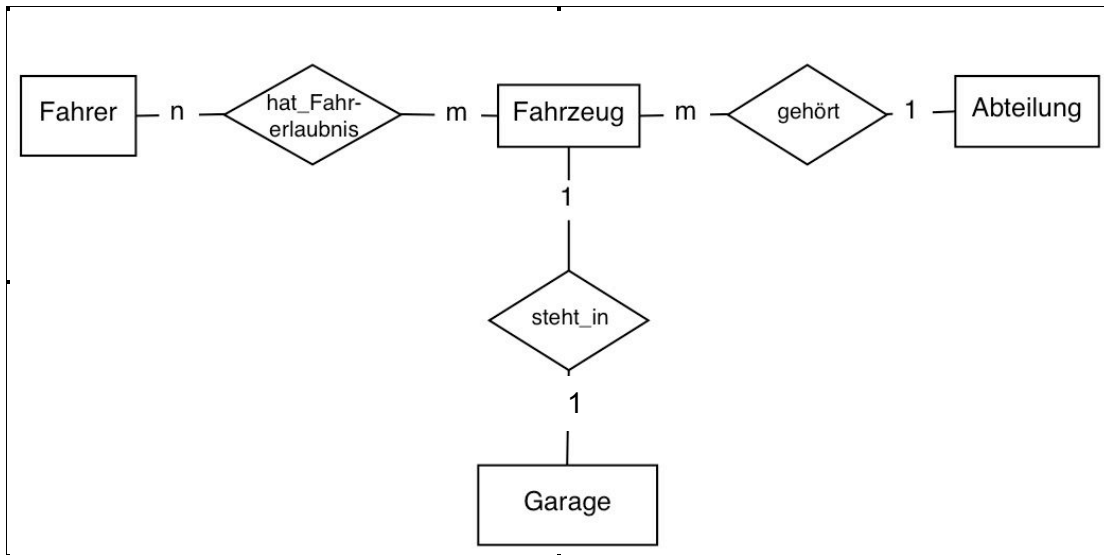 Fahrer
n
hat_Fahr-
erlaubnis
m
Fahrzeug
m
gehört
1
Abteilung
1
steht_in
1
Garage